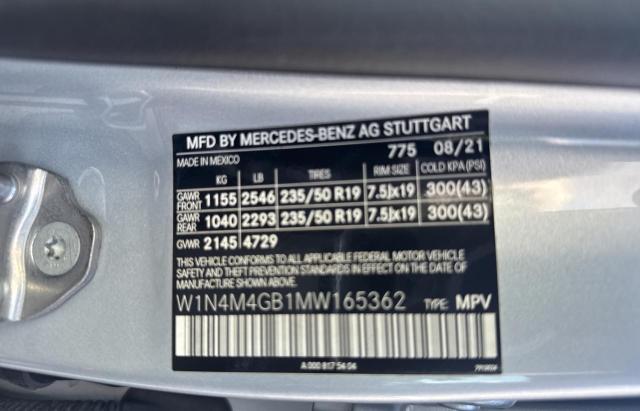 MFD BY MERCEDES-BENZ AG STUTTGART
MADE IN MEXICO 775 08/21
KG LB TIRES RIM SIZE COLD KPA (PSI)
GAWR FRONT 1155 2546 235/50 R19 7.5Jx19 300(43)
GAWR REAR 1040 2293 235/50 R19 7.5Jx19 300(43)
GVWR 2145 4729
THIS VEHICLE CONFORMS TO ALL APPLICABLE FEDERAL MOTOR VEHICLE
SAFETY, BUMPER, AND THEFT PREVENTION STANDARDS IN EFFECT ON THE
DATE OF MANUFACTURE SHOWN ABOVE.
W1N4M4GB1MW165362 TYPE: MPV
A 000 817 54 04